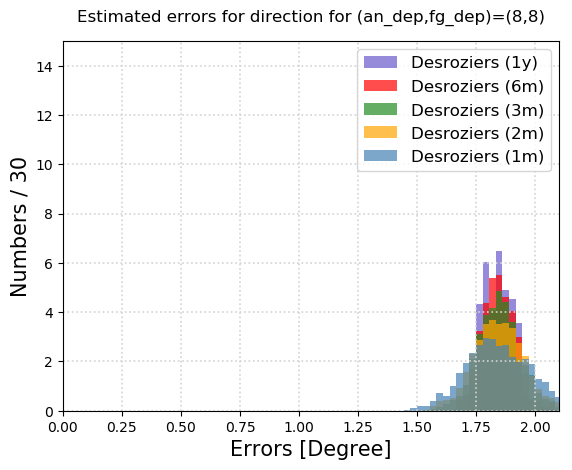 Estimated errors for direction for (an_dep,fg_dep)=(8,8)
Numbers / 30
14
12
10
8
6
4
2
0
Desroziers (1y)
Desroziers (6m)
Desroziers (3m)
Desroziers (2m)
Desroziers (1m)
0.00 0.25 0.50 0.75 1.00 1.25 1.50 1.75 2.00
Errors [Degree]